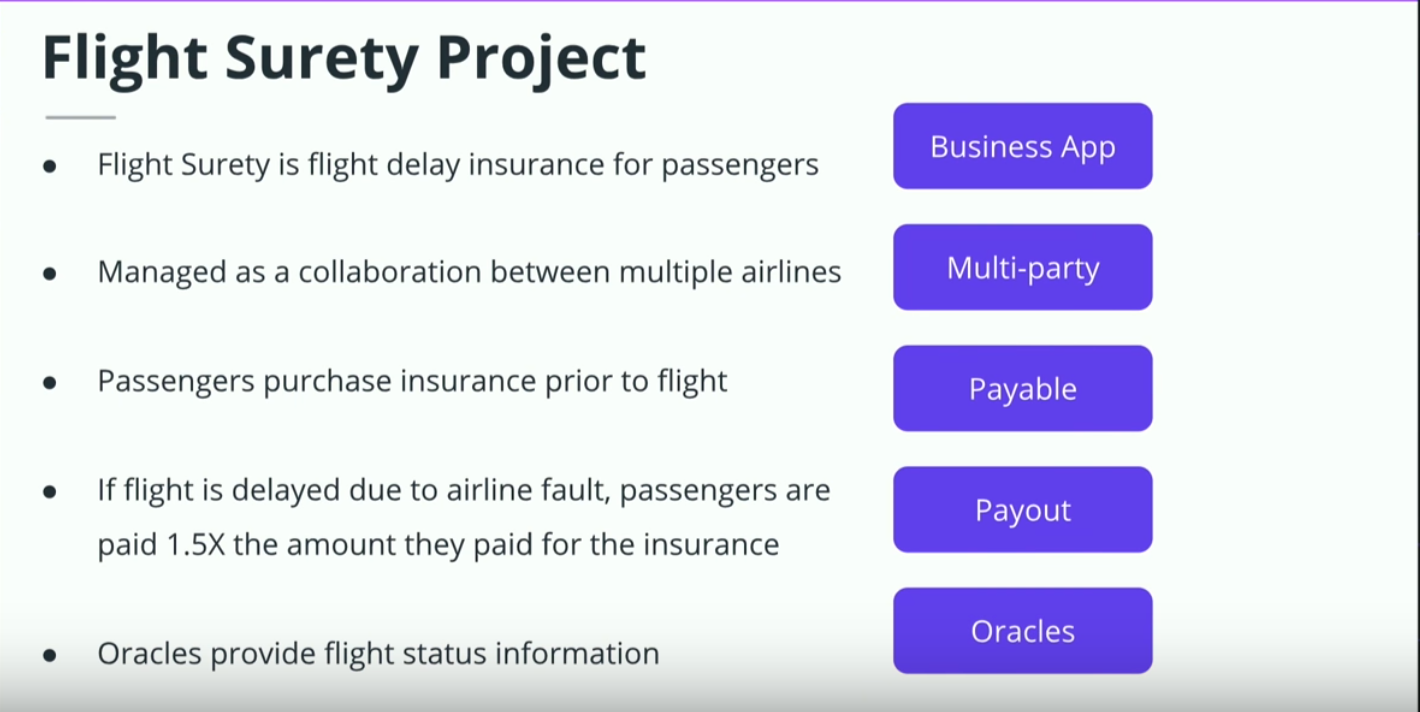 Flight Surety Project
● Flight Surety is flight delay insurance for passengers
● Managed as a collaboration between multiple airlines
● Passengers purchase insurance prior to flight
● If flight is delayed due to airline fault, passengers are
paid 1.5X the amount they paid for the insurance
● Oracles provide flight status information
Business App
Multi-party
Payable
Payout
Oracles